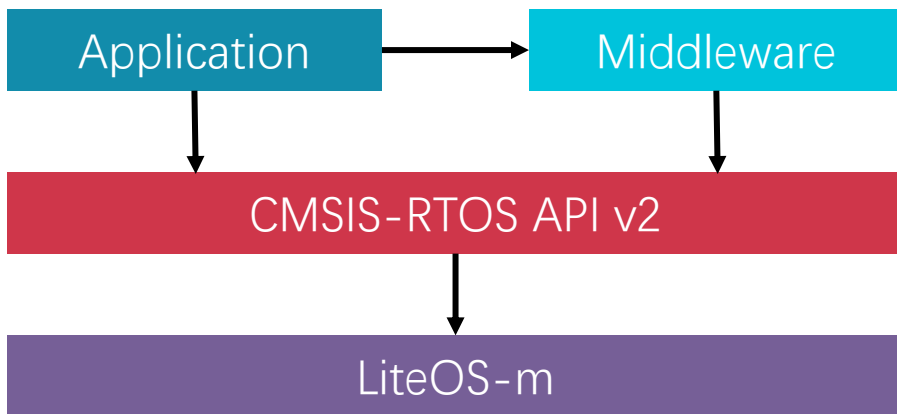 Application
Middleware
CMSIS-RTOS API v2
LiteOS-m